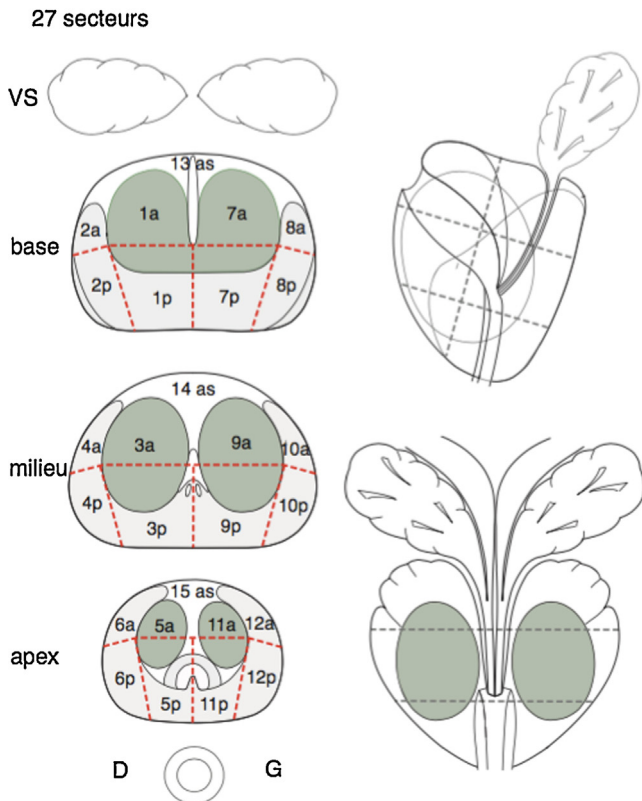 27 secteurs
VS
13 as
1a 7a
2a 8a
base
2p 1p 7p 8p
14 as
3a 9a
4a 10a
milieu
4p 10p
3p 9p
15 as
6a 5a 11a 12a
apex
6p 12p
5p 11p
D G